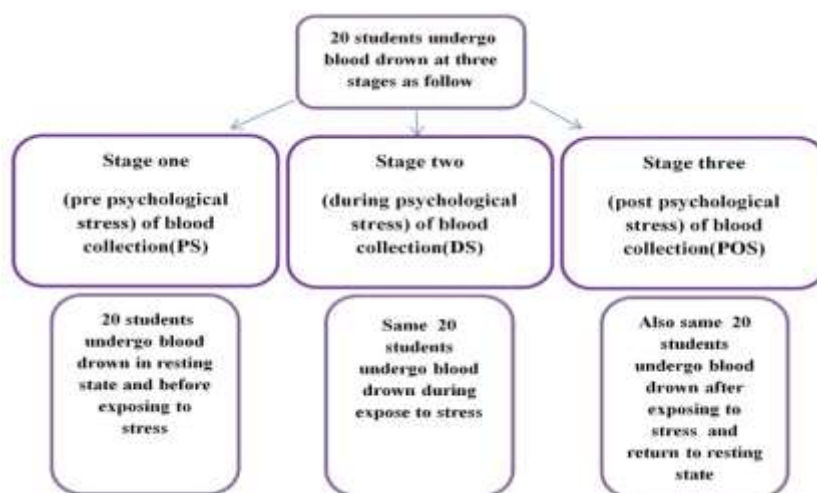 20 students undergo
blood drown at three
stages as follow
Stage one
(pre psychological
stress) of blood
collection(PS)
Stage two
(during psychological
stress) of blood
collection(DS)
Stage three
(post psychological
stress) of blood
collection(POS)
20 students
undergo blood
drown in resting
state and before
exposing to
stress
Same 20
students
undergo blood
drown during
expose to stress
Also same 20
students
undergo blood
drown after
exposing to
stress and
return to resting
state